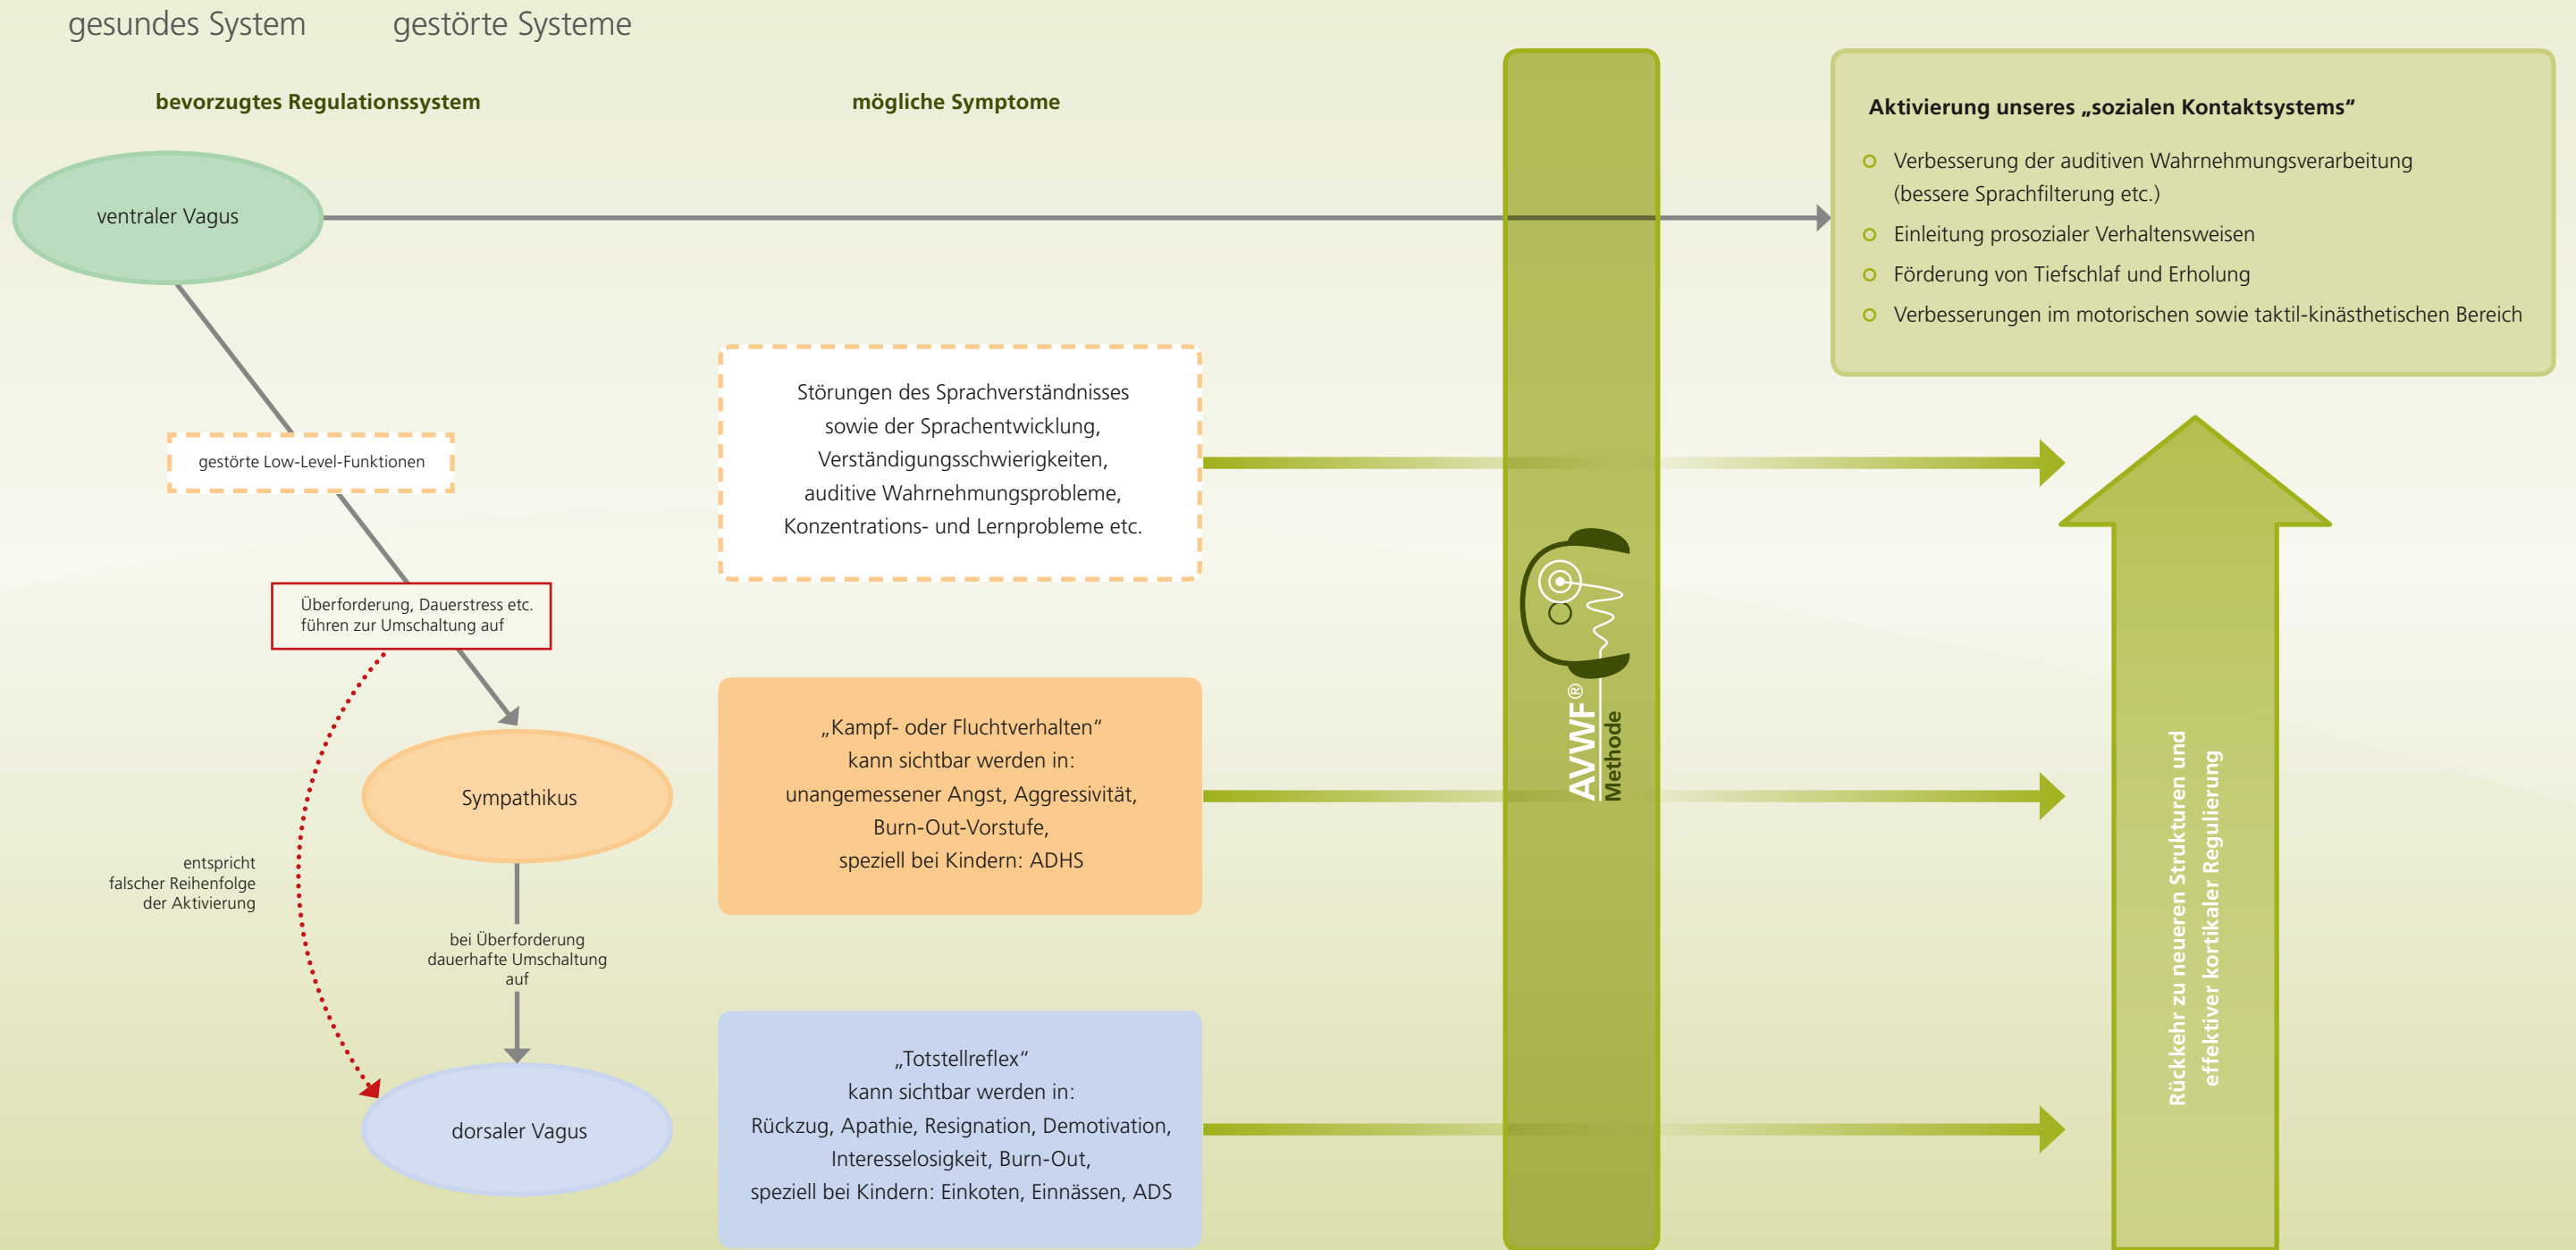 gesundes System
gestörte Systeme
bevorzugtes Regulationssystem
mögliche Symptome
ventraler Vagus
gestörte Low-Level-Funktionen
Überforderung, Dauerstress etc.
führen zur Umschaltung auf
entspricht
falscher Reihenfolge
der Aktivierung
Sympathikus
bei Überforderung
dauerhafte Umschaltung
auf
dorsaler Vagus
Störungen des Sprachverständnisses
sowie der Sprachentwicklung,
Verständigungsschwierigkeiten,
auditive Wahrnehmungsprobleme,
Konzentrations- und Lernprobleme etc.
„Kampf- oder Fluchtverhalten“
kann sichtbar werden in:
unangemessener Angst, Aggressivität,
Burn-Out-Vorstufe,
speziell bei Kindern: ADHS
„Totstellreflex“
kann sichtbar werden in:
Rückzug, Apathie, Resignation, Demotivation,
Interesselosigkeit, Burn-Out,
speziell bei Kindern: Einkoten, Einnässen, ADS
AVWF®
Methode
Aktivierung unseres „sozialen Kontaktsystems“
Verbesserung der auditiven Wahrnehmungsverarbeitung
(bessere Sprachfilterung etc.)
Einleitung prosozialer Verhaltensweisen
Förderung von Tiefschlaf und Erholung
Verbesserungen im motorischen sowie taktil-kinästhetischen Bereich
Rückkehr zu neueren Strukturen und
effektiver kortikaler Regulierung